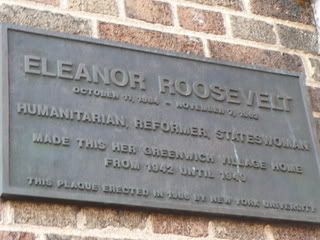 ELEANOR ROOSEVELT
OCTOBER 11, 1884 - NOVEMBER 7, 1962
HUMANITARIAN, REFORMER, STATESWOMAN
MADE THIS HER GREENWICH VILLAGE HOME
FROM 1942 UNTIL 1949
THIS PLAQUE ERECTED IN BY NEW YORK UNIVERSITY